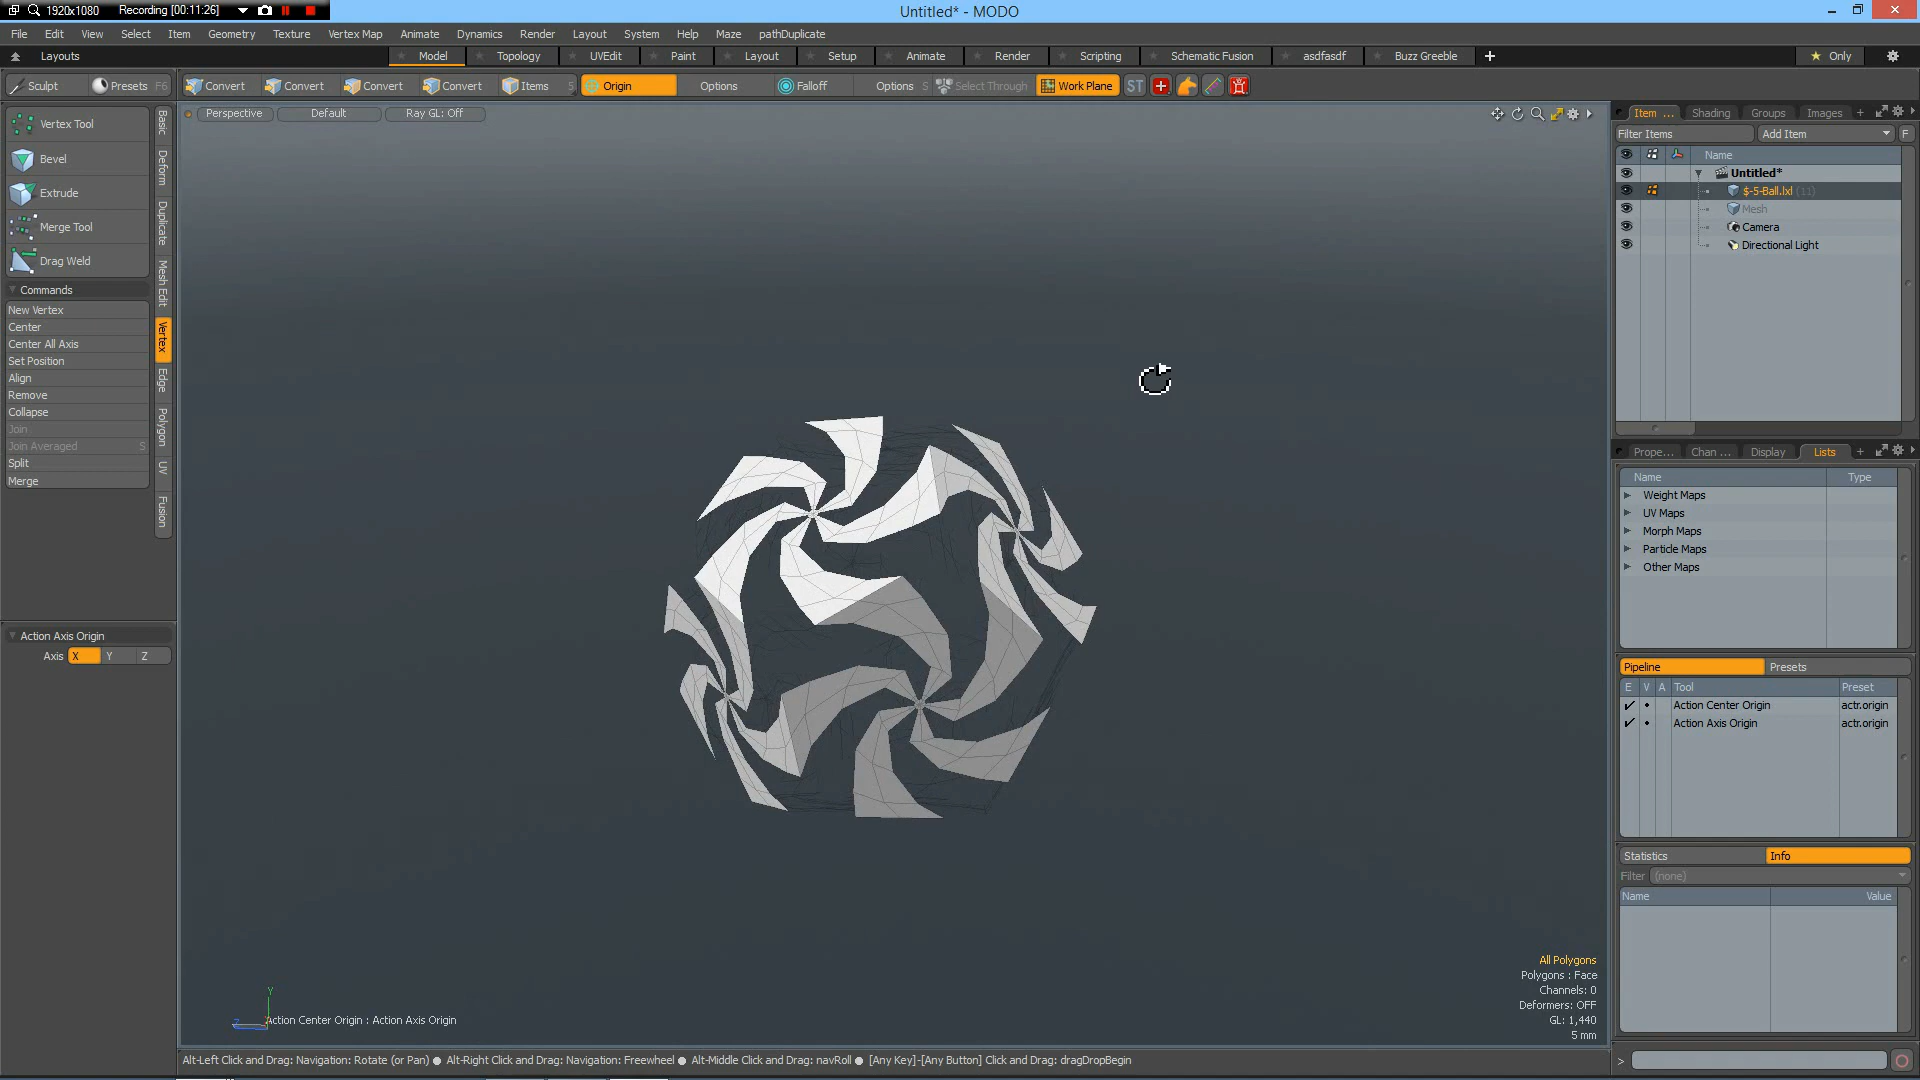 1920x1080 Recording [00:11:26]
Untitled* - MODO
File Edit View Select Item Geometry Texture Vertex Map Animate Dynamics Render Layout System Help Maze pathDuplicate
Layouts Model Topology UVEdit Paint Layout Setup Animate Render Scripting Schematic Fusion asdfasdf Buzz Greeble Only
Sculpt Presets F6 Convert Convert Convert Convert Items 5 Origin Options Falloff Options S Select Through Work Plane ST
Perspective Default Ray GL: Off
Vertex Tool
Bevel
Extrude
Merge Tool
Drag Weld
Commands
New Vertex
Center
Center All Axis
Set Position
Align
Remove
Collapse
Join
Join Averaged S
Split
Merge
Basic
Deform
Duplicate
Mesh Edit
Vertex
Edge
Polygon
UV
Fusion
Action Axis Origin
Axis X Y Z
Item ... Shading Groups Images +
Filter Items Add Item F
Name
Untitled*
$-5-Ball.lxl (11)
Mesh
Camera
Directional Light
Prope... Chan ... Display Lists +
Name Type
Weight Maps
UV Maps
Morph Maps
Particle Maps
Other Maps
Pipeline Presets
E V A Tool Preset
Action Center Origin actr.origin
Action Axis Origin actr.origin
Statistics Info
Filter (none)
Name Value
All Polygons
Polygons : Face
Channels: 0
Deformers: OFF
GL: 1,440
5 mm
Y
Z
Action Center Origin : Action Axis Origin
Alt-Left Click and Drag: Navigation: Rotate (or Pan) ● Alt-Right Click and Drag: Navigation: Freewheel ● Alt-Middle Click and Drag: navRoll ● [Any Key]-[Any Button] Click and Drag: dragDropBegin
>